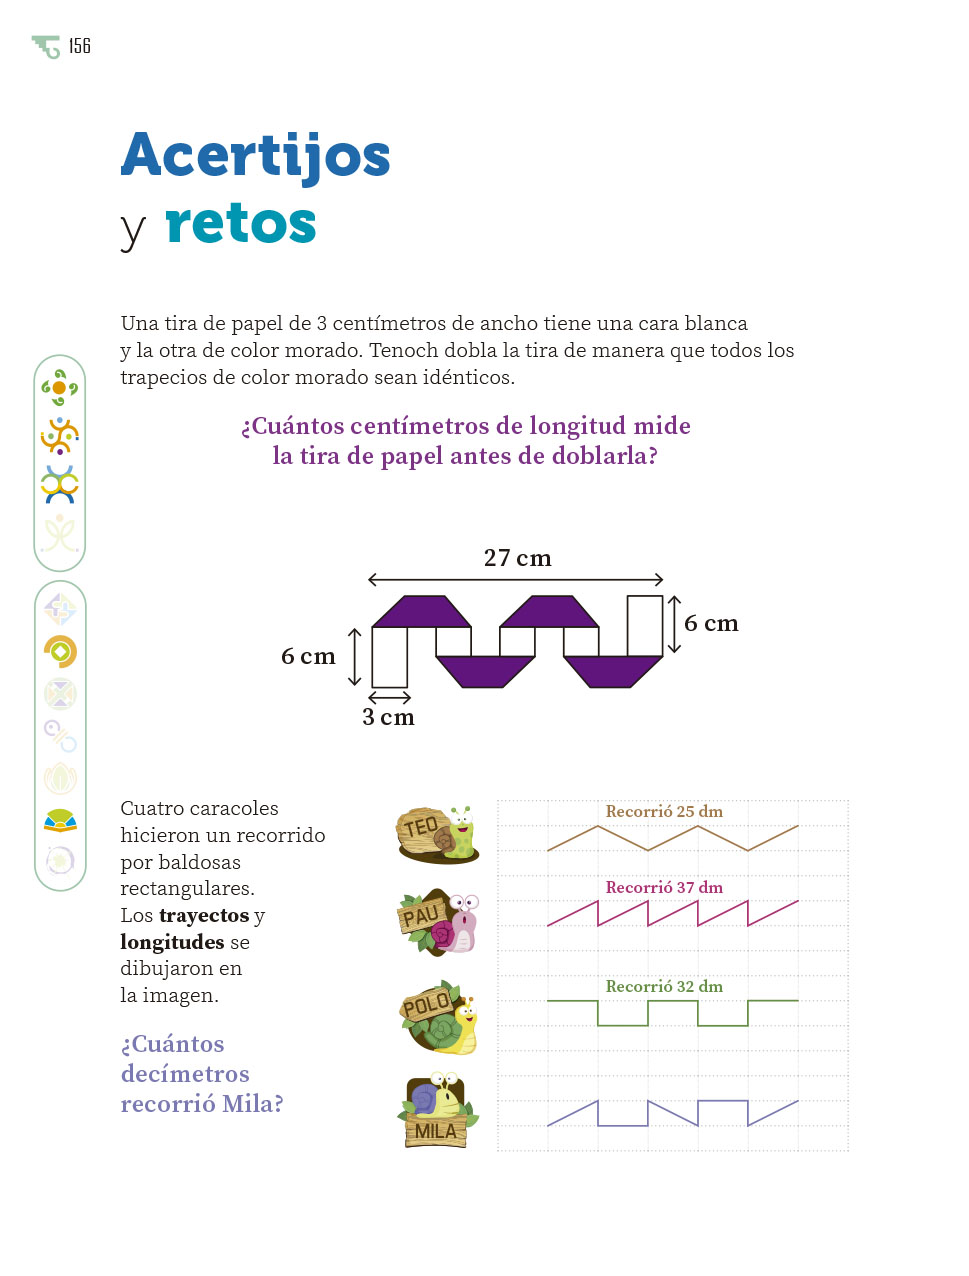 156
Acertijos
y retos
Una tira de papel de 3 centímetros de ancho tiene una cara blanca
y la otra de color morado. Tenoch dobla la tira de manera que todos los
trapecios de color morado sean idénticos.
¿Cuántos centímetros de longitud mide
la tira de papel antes de doblarla?
27 cm
6 cm
6 cm
3 cm
Cuatro caracoles
hicieron un recorrido
por baldosas
rectangulares.
Los trayectos y
longitudes se
dibujaron en
la imagen.
¿Cuántos
decímetros
recorrió Mila?
TEO
Recorrió 25 dm
PAU
Recorrió 37 dm
POLO
Recorrió 32 dm
MILA